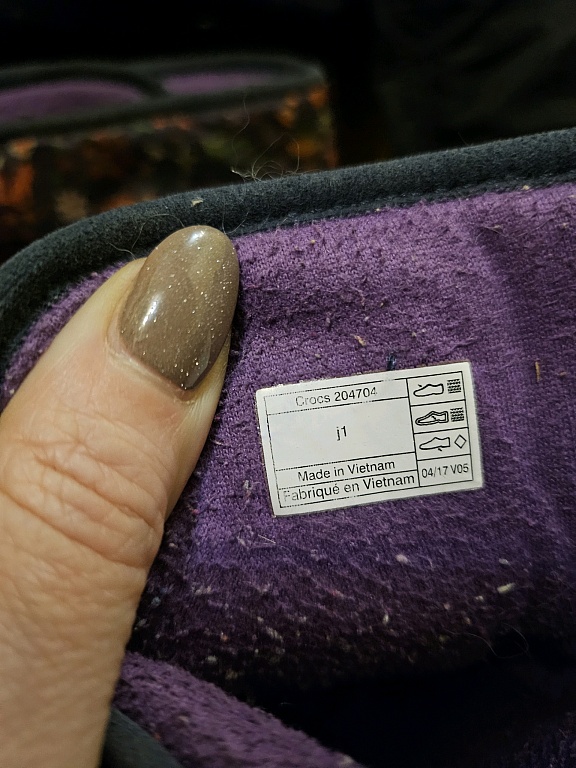 Crocs 204704
j1
Made in Vietnam
Fabriqué en Vietnam
04/17 V05